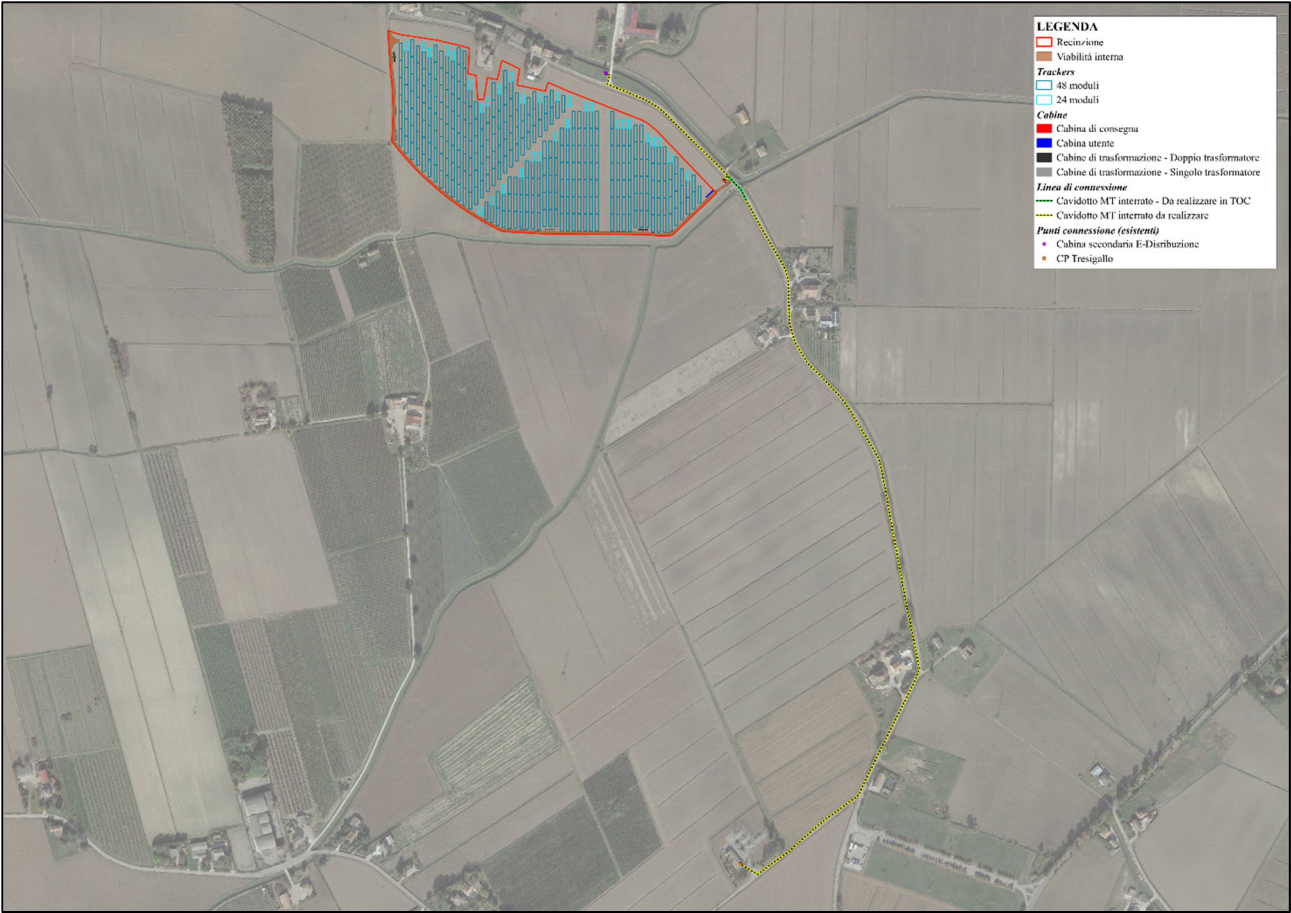 LEGENDA
Recinzione
Viabilità interna
Trackers
48 moduli
24 moduli
Cabine
Cabina di consegna
Cabina utente
Cabine di trasformazione - Doppio trasformatore
Cabine di trasformazione - Singolo trasformatore
Linea di connessione
Cavidotto MT interrato - Da realizzare in TOC
Cavidotto MT interrato da realizzare
Punti connessione (esistenti)
Cabina secondaria E-Disribuzione
CP Tresigallo